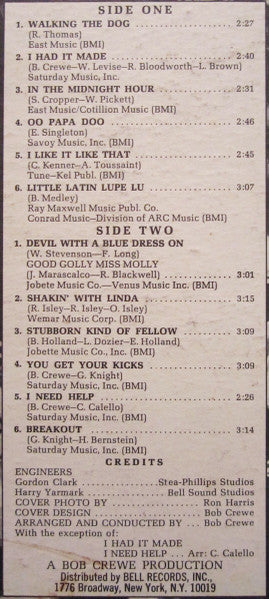 SIDE ONE
1. WALKING THE DOG .................. 2:27
(R. Thomas)
East Music (BMI)
2. I HAD IT MADE ..................... 2:40
(B. Crewe—W. Levise—R. Bloodworth—L. Brown)
Saturday Music, Inc.
3. IN THE MIDNIGHT HOUR ............ 2:31
(S. Cropper—W. Pickett)
East Music/Cotillion Music (BMI)
4. OO PAPA DOO ...................... 2:46
(E. Singleton)
Savoy Music, Inc. (BMI)
5. I LIKE IT LIKE THAT ................ 2:45
(C. Kenner—A. Toussaint)
Tune-Kel Publ. (BMI)
6. LITTLE LATIN LUPE LU .............. 3:07
(B. Medley)
Ray Maxwell Music Publ. Co.
Conrad Music—Division of ARC Music (BMI)
SIDE TWO
1. DEVIL WITH A BLUE DRESS ON
(W. Stevenson—F. Long)
GOOD GOLLY MISS MOLLY
(J. Marascalco—R. Blackwell) ............ 3:01
Jobete Music Co.—Venus Music Inc. (BMI)
2. SHAKIN' WITH LINDA ............... 3:15
(R. Isley—R. Isley—O. Isley)
Wemar Music Corp. (BMI)
3. STUBBORN KIND OF FELLOW ........ 3:09
(B. Holland—L. Dozier—E. Holland)
Jobette Music Co., Inc. (BMI)
4. YOU GET YOUR KICKS .............. 3:09
(B. Crewe—G. Knight)
Saturday Music, Inc. (BMI)
5. I NEED HELP ...................... 2:26
(B. Crewe—C. Calello)
Saturday Music, Inc. (BMI)
6. BREAKOUT ......................... 3:14
(G. Knight—H. Bernstein)
Saturday Music, Inc. (BMI)
CREDITS
ENGINEERS
Gordon Clark .............. Stea-Phillips Studios
Harry Yarmark .............. Bell Sound Studios
COVER PHOTO BY .............. Ron Harris
COVER DESIGN .............. Bob Crewe
ARRANGED AND CONDUCTED BY ... Bob Crewe
With the exception of:
I HAD IT MADE
I NEED HELP ... Arr: C. Calello
A BOB CREWE PRODUCTION
Distributed by BELL RECORDS, INC.,
1776 Broadway, New York, N.Y. 10019